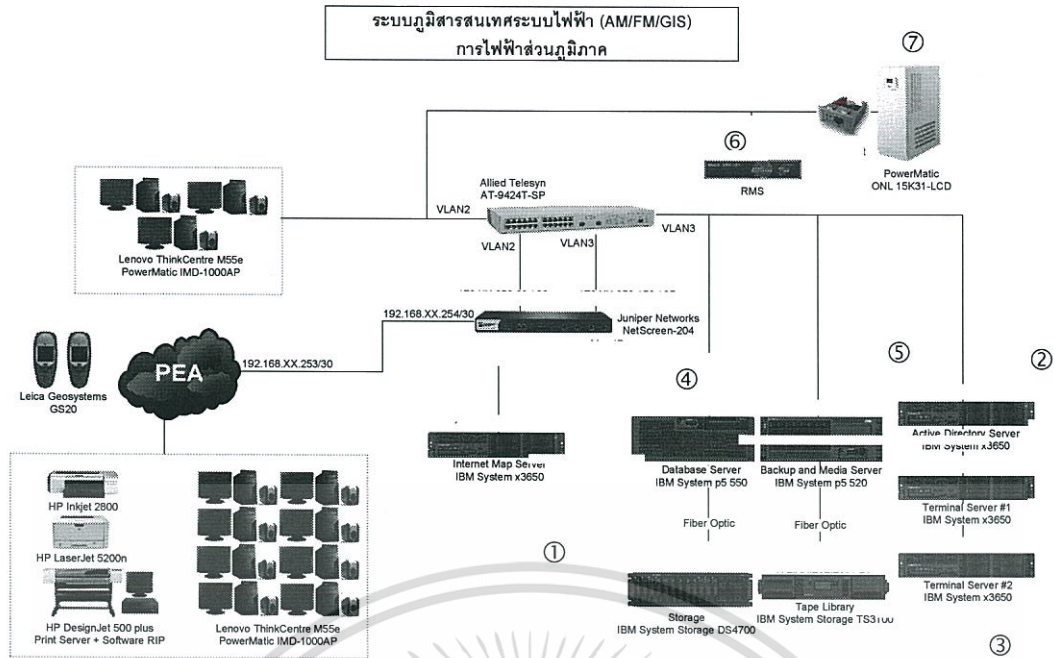 ระบบภูมิสารสนเทศระบบไฟฟ้า (AM/FM/GIS)
การไฟฟ้าส่วนภูมิภาค
⑦
⑥
RMS
PowerMatic
ONL 15K31-LCD
Allied Telesyn
AT-9424T-SP
VLAN2
VLAN3
VLAN2
VLAN3
Lenovo ThinkCentre M55e
PowerMatic IMD-1000AP
192.168.XX.254/30
Juniper Networks
NetScreen-204
Leica Geosystems
GS20
PEA
192.168.XX.253/30
④
⑤
②
Internet Map Server
IBM System x3650
Database Server
IBM System p5 550
Backup and Media Server
IBM System p5 520
Active Directory Server
IBM System x3650
Terminal Server #1
IBM System x3650
Fiber Optic
Fiber Optic
HP Inkjet 2800
HP LaserJet 5200n
HP DesignJet 500 plus
Print Server + Software RIP
Lenovo ThinkCentre M55e
PowerMatic IMD-1000AP
①
Storage
IBM System Storage DS4700
Tape Library
IBM System Storage TS3100
Terminal Server #2
IBM System x3650
③